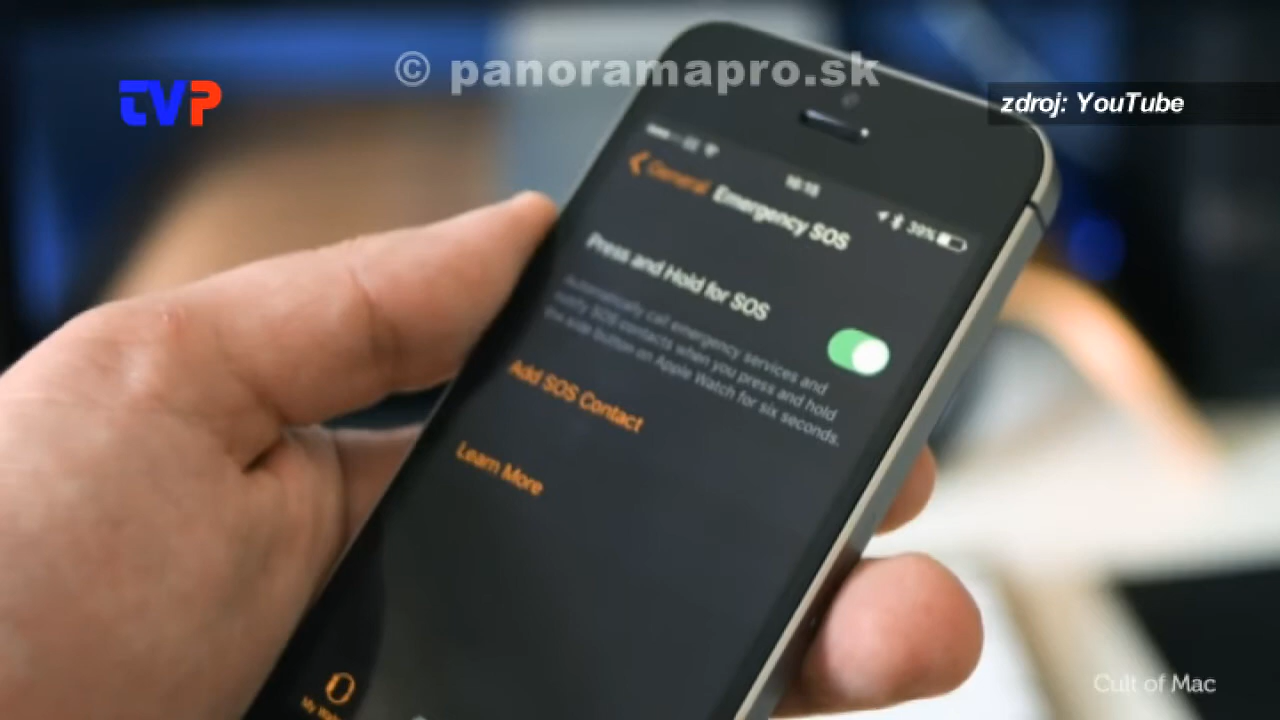 © panoramapro.sk
TVP
zdroj: YouTube
General
Emergency SOS
39%
Press and Hold for SOS
Automatically call emergency services and
notify SOS contacts when you press and hold
the side button on Apple Watch for six seconds.
Add SOS Contact
Learn More
My
Cult of Mac